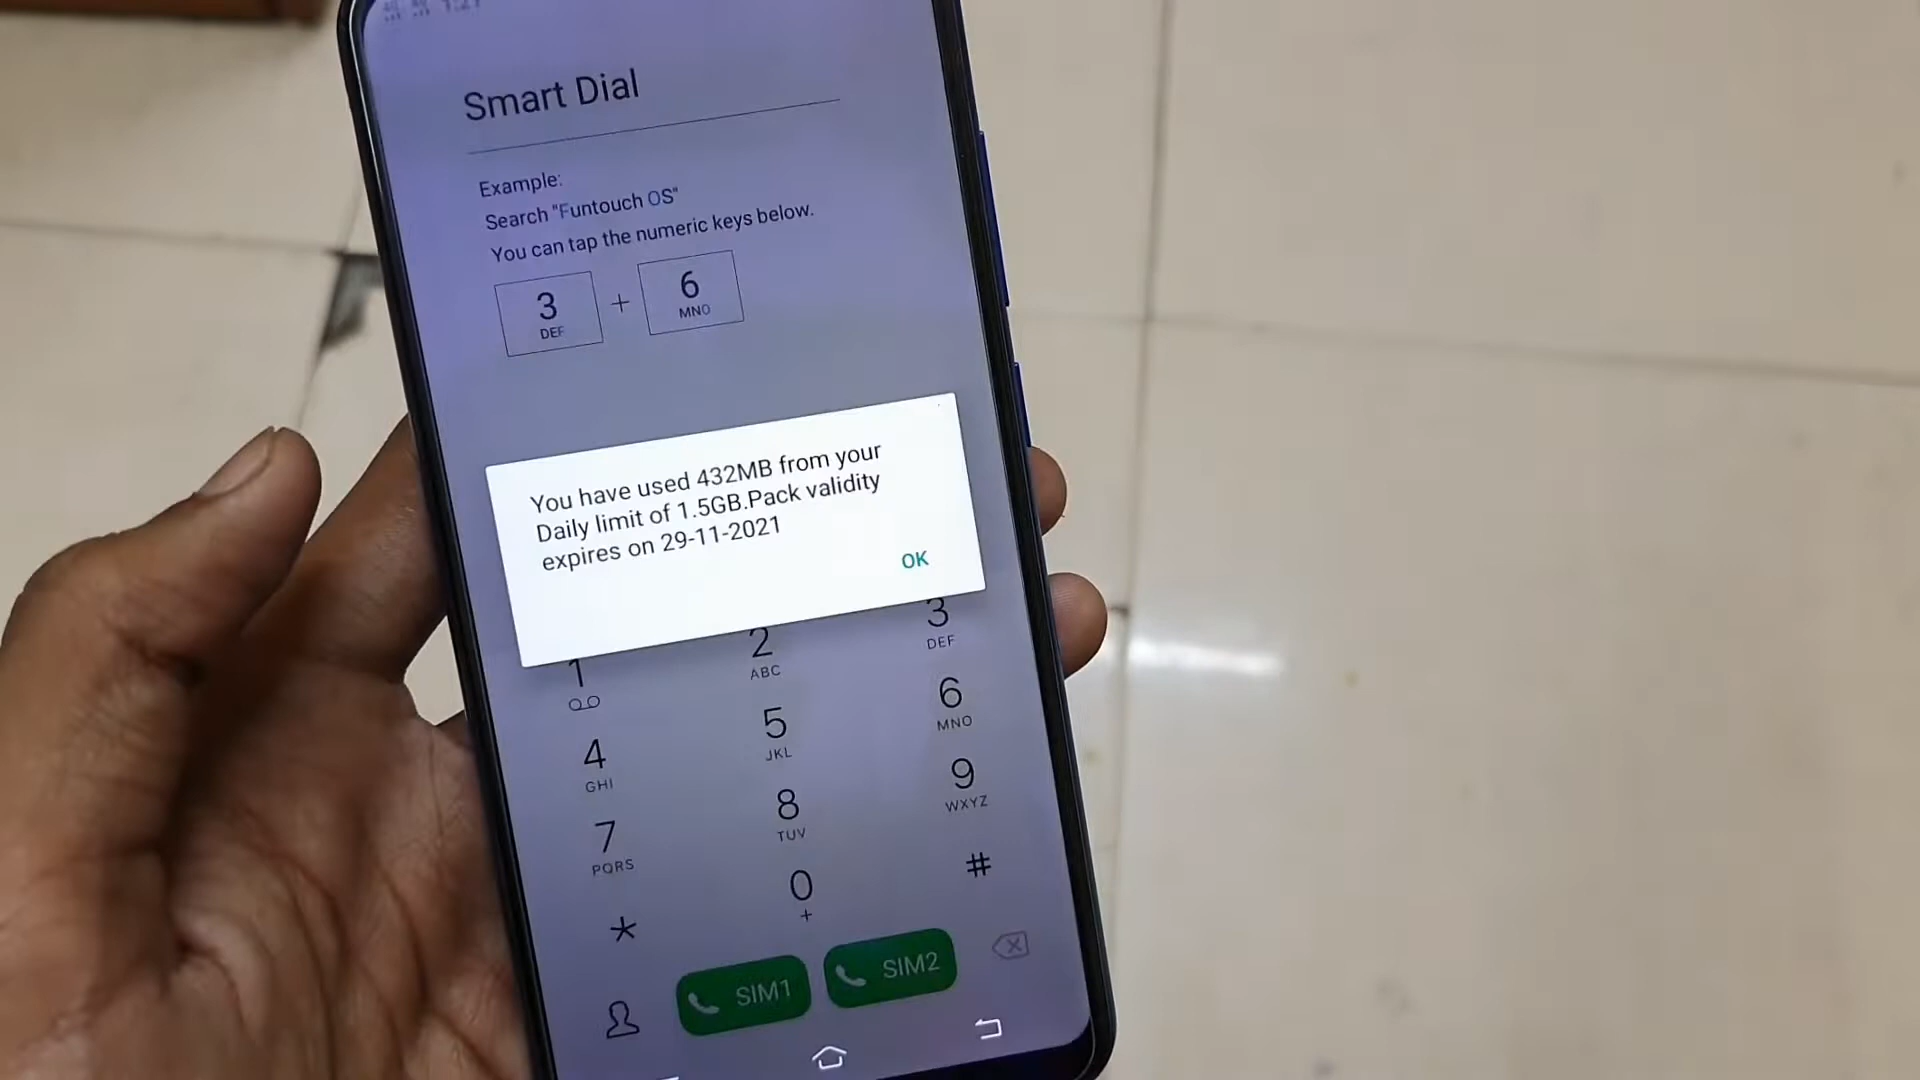 Smart Dial
Example:
Search "Funtouch OS"
You can tap the numeric keys below.
3 + 6
DEF MNO
You have used 432MB from your
Daily limit of 1.5GB.Pack validity
expires on 29-11-2021
OK
1 2 3
ABC DEF
4 5 6
GHI JKL MNO
7 8 9
PQRS TUV WXYZ
* 0 #
+
SIM1 SIM2